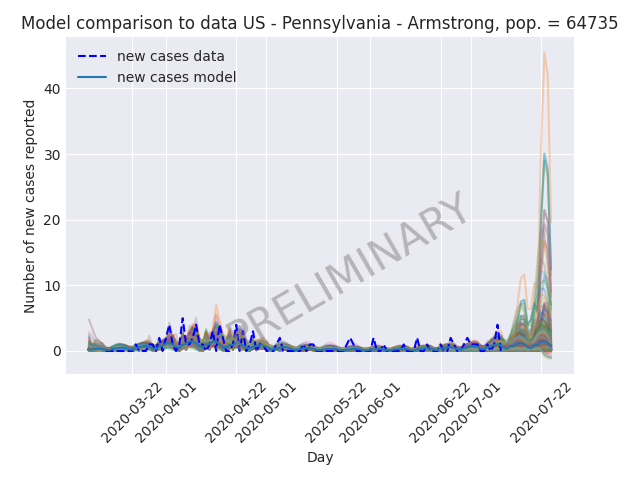 Model comparison to data US - Pennsylvania - Armstrong, pop. = 64735
new cases data
new cases model
Number of new cases reported
40
30
20
10
0
PRELIMINARY
2020-03-22
2020-04-01
2020-04-22
2020-05-01
2020-05-22
2020-06-01
2020-06-22
2020-07-01
2020-07-22
Day